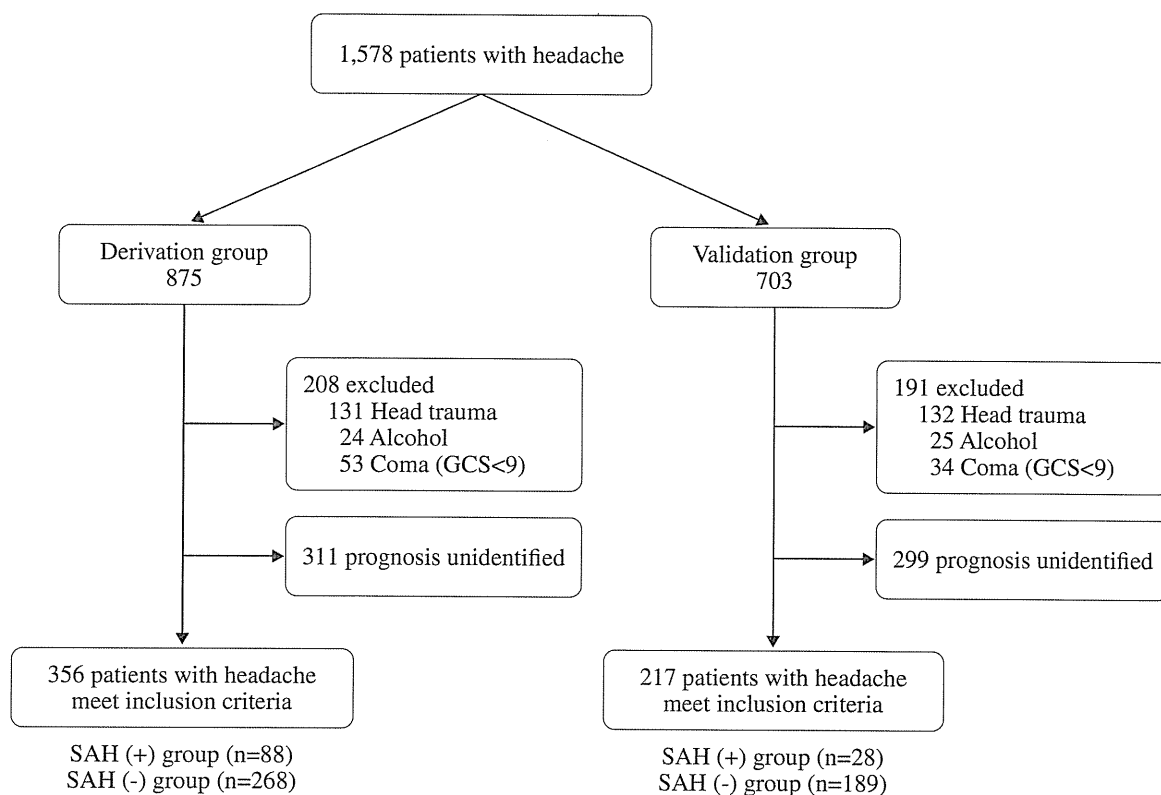 1,578 patients with headache
Derivation group
875
Validation group
703
208 excluded
131 Head trauma
24 Alcohol
53 Coma (GCS<9)
191 excluded
132 Head trauma
25 Alcohol
34 Coma (GCS<9)
311 prognosis unidentified
299 prognosis unidentified
356 patients with headache
meet inclusion criteria
217 patients with headache
meet inclusion criteria
SAH (+) group (n=88)
SAH (-) group (n=268)
SAH (+) group (n=28)
SAH (-) group (n=189)